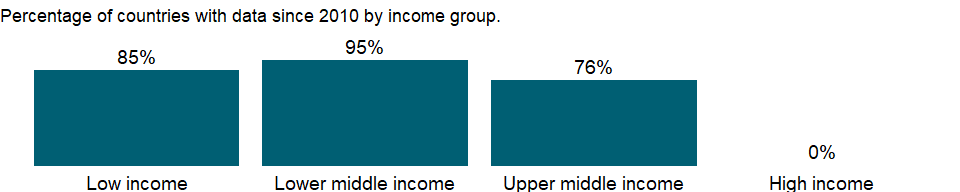 Percentage of countries with data since 2010 by income group.
85%
95%
76%
0%
Low income
Lower middle income
Upper middle income
High income